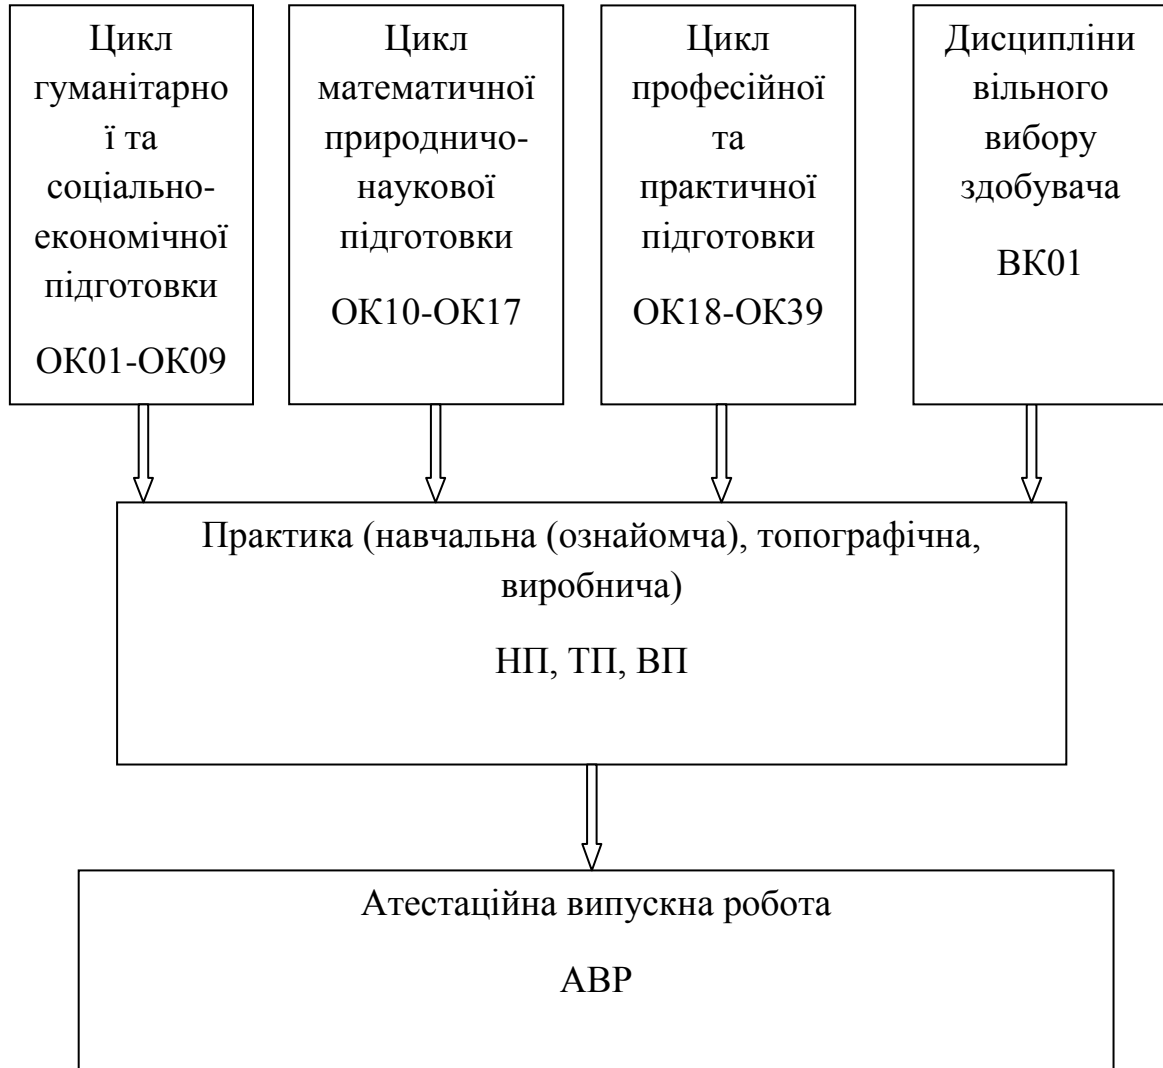 Цикл
гуманітарно
ї та
соціально-
економічної
підготовки
ОК01-ОК09
Цикл
математичної
природничо-
наукової
підготовки
ОК10-ОК17
Цикл
професійної
та
практичної
підготовки
ОК18-ОК39
Дисципліни
вільного
вибору
здобувача
ВК01
Практика (навчальна (ознайомча), топографічна,
виробнича)
НП, ТП, ВП
Атестаційна випускна робота
АВР